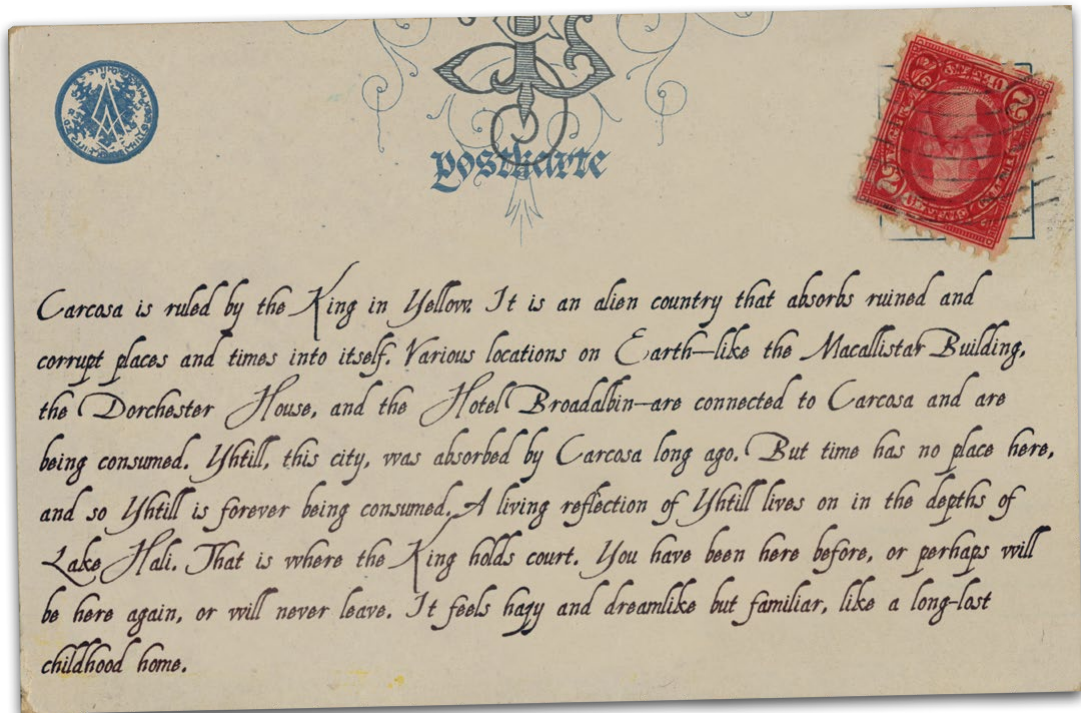 postkarte
Carcosa is ruled by the King in Yellow. It is an alien country that absorbs ruined and
corrupt places and times into itself. Various locations on Earth—like the Macallistar Building,
the Dorchester House, and the Hotel Broadalbin—are connected to Carcosa and are
being consumed. Yhtill, this city, was absorbed by Carcosa long ago. But time has no place here,
and so Yhtill is forever being consumed. A living reflection of Yhtill lives on in the depths of
Lake Hali. That is where the King holds court. You have been here before, or perhaps will
be here again, or will never leave. It feels hazy and dreamlike but familiar, like a long-lost
childhood home.